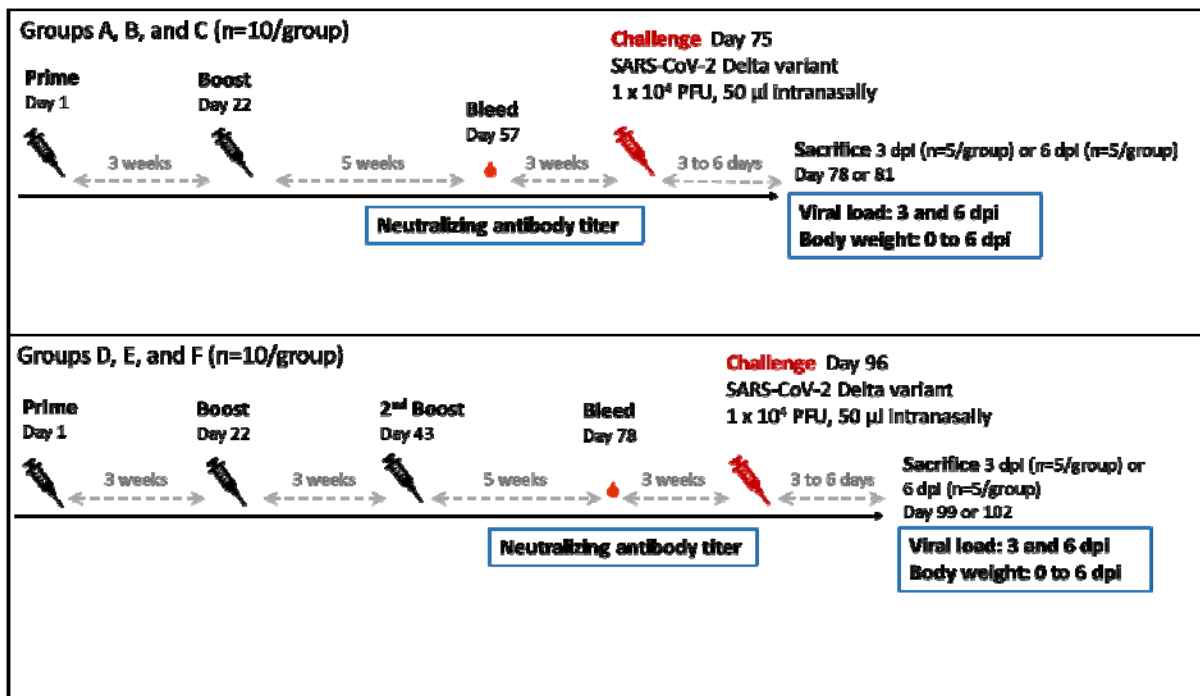 Groups A, B, and C (n=10/group)
Challenge Day 75
SARS-CoV-2 Delta variant
1 x 10⁴ PFU, 50 µl intranasally
Prime
Day 1
Boost
Day 22
Bleed
Day 57
3 weeks
5 weeks
3 weeks
3 to 6 days
Sacrifice 3 dpi (n=5/group) or 6 dpi (n=5/group)
Day 78 or 81
Neutralizing antibody titer
Viral load: 3 and 6 dpi
Body weight: 0 to 6 dpi
Groups D, E, and F (n=10/group)
Challenge Day 96
SARS-CoV-2 Delta variant
1 x 10⁴ PFU, 50 µl intranasally
Prime
Day 1
Boost
Day 22
2nd Boost
Day 43
Bleed
Day 78
3 weeks
3 weeks
5 weeks
3 weeks
3 to 6 days
Sacrifice 3 dpi (n=5/group) or
6 dpi (n=5/group)
Day 99 or 102
Neutralizing antibody titer
Viral load: 3 and 6 dpi
Body weight: 0 to 6 dpi